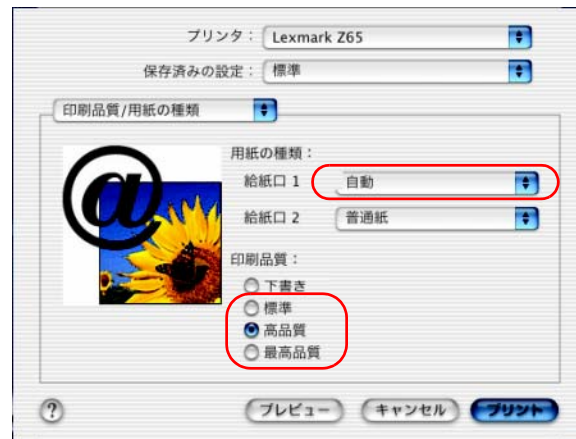 プリンタ： Lexmark Z65
保存済みの設定： 標準
印刷品質/用紙の種類
用紙の種類：
給紙口 1 自動
給紙口 2 普通紙
@
印刷品質：
下書き
標準
高品質
最高品質
? プレビュー キャンセル プリント